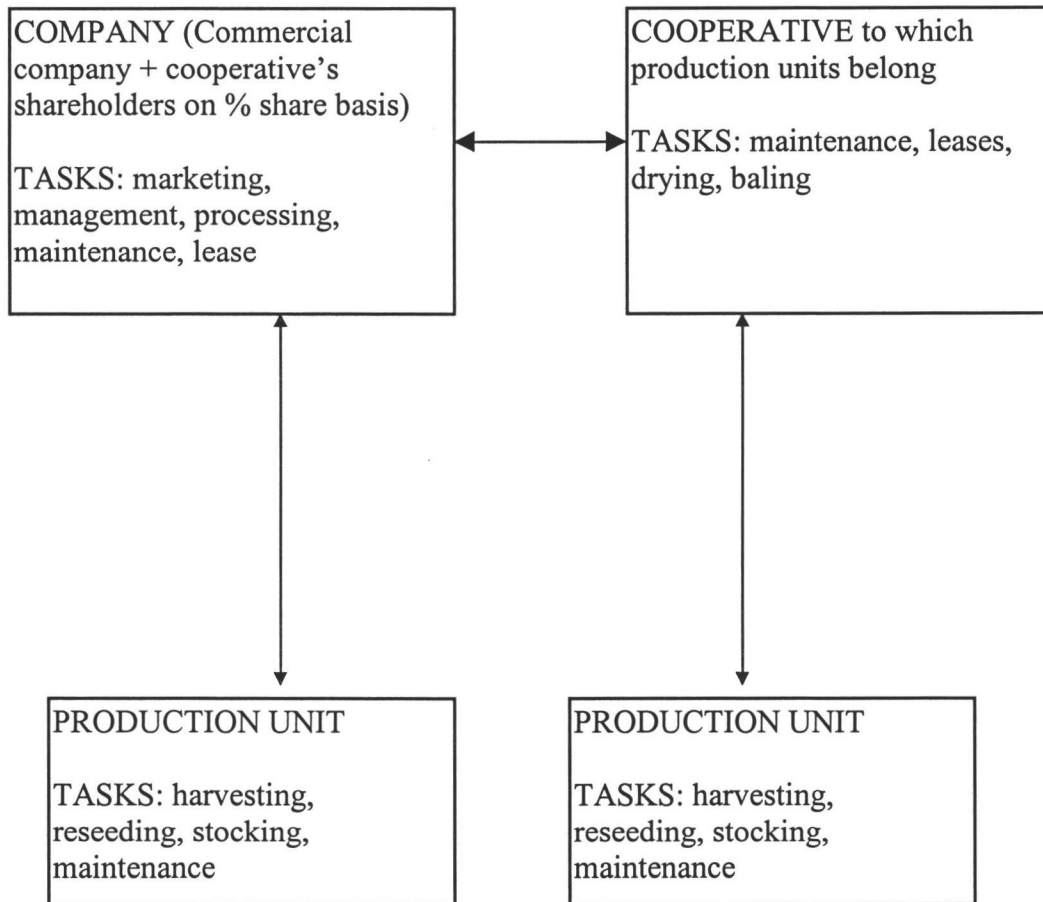 COMPANY (Commercial
company + cooperative’s
shareholders on % share basis)
TASKS: marketing,
management, processing,
maintenance, lease
COOPERATIVE to which
production units belong
TASKS: maintenance, leases,
drying, baling
PRODUCTION UNIT
TASKS: harvesting,
reseeding, stocking,
maintenance
PRODUCTION UNIT
TASKS: harvesting,
reseeding, stocking,
maintenance